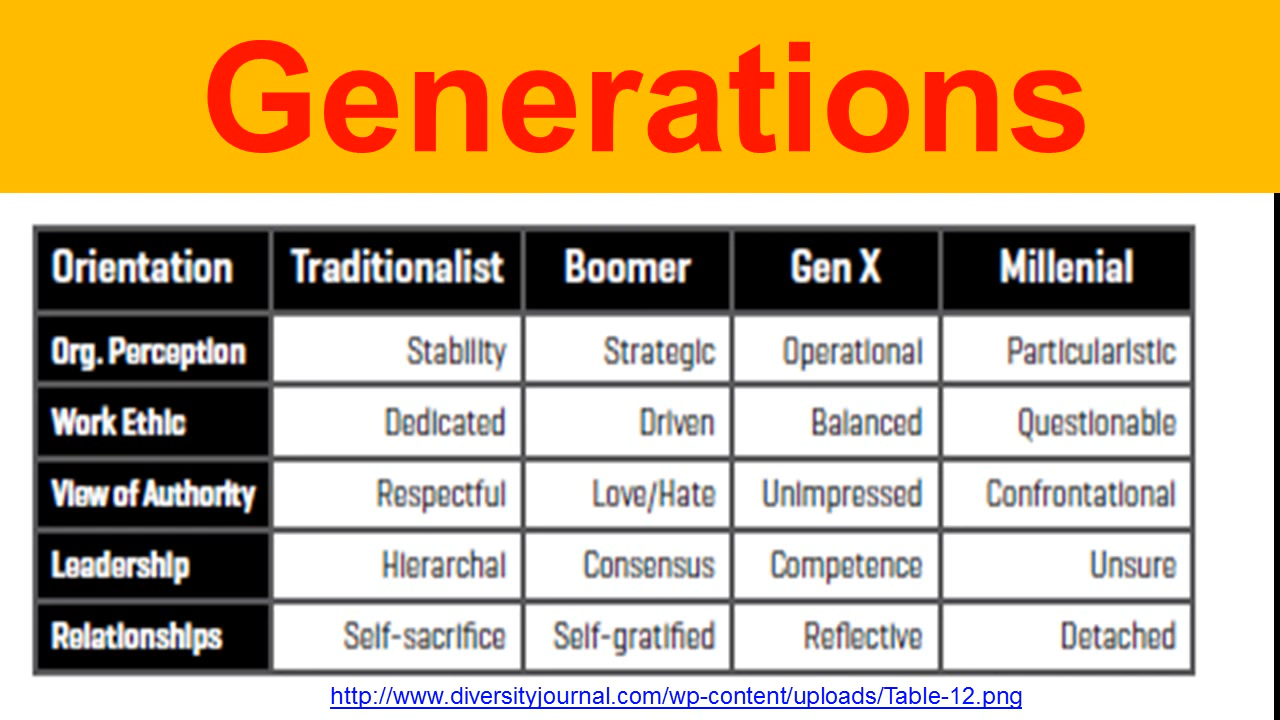 Generations
Orientation Traditionalist Boomer Gen X Millenial
Org. Perception Stability Strategic Operational Particularistic
Work Ethic Dedicated Driven Balanced Questionable
View of Authority Respectful Love/Hate Unimpressed Confrontational
Leadership Hierarchal Consensus Competence Unsure
Relationships Self-sacrifice Self-gratified Reflective Detached
http://www.diversityjournal.com/wp-content/uploads/Table-12.png